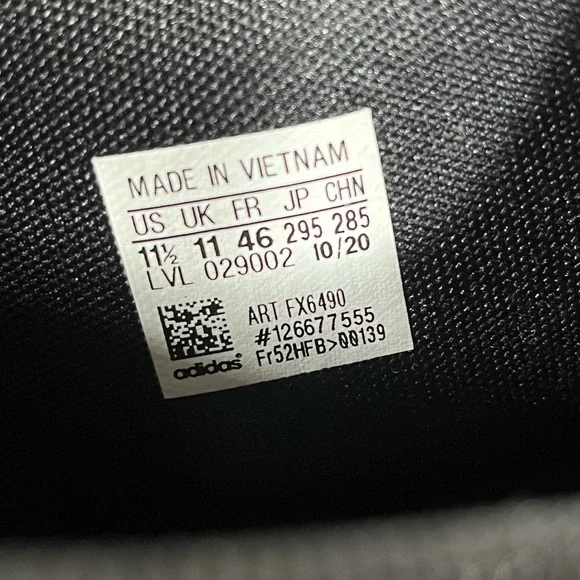 MADE IN VIETNAM
US UK FR JP CHN
11½ 11 46 295 285
LVL 029002 10/20
ART FX6490
#126677555
Fr52HFB>00139
adidas